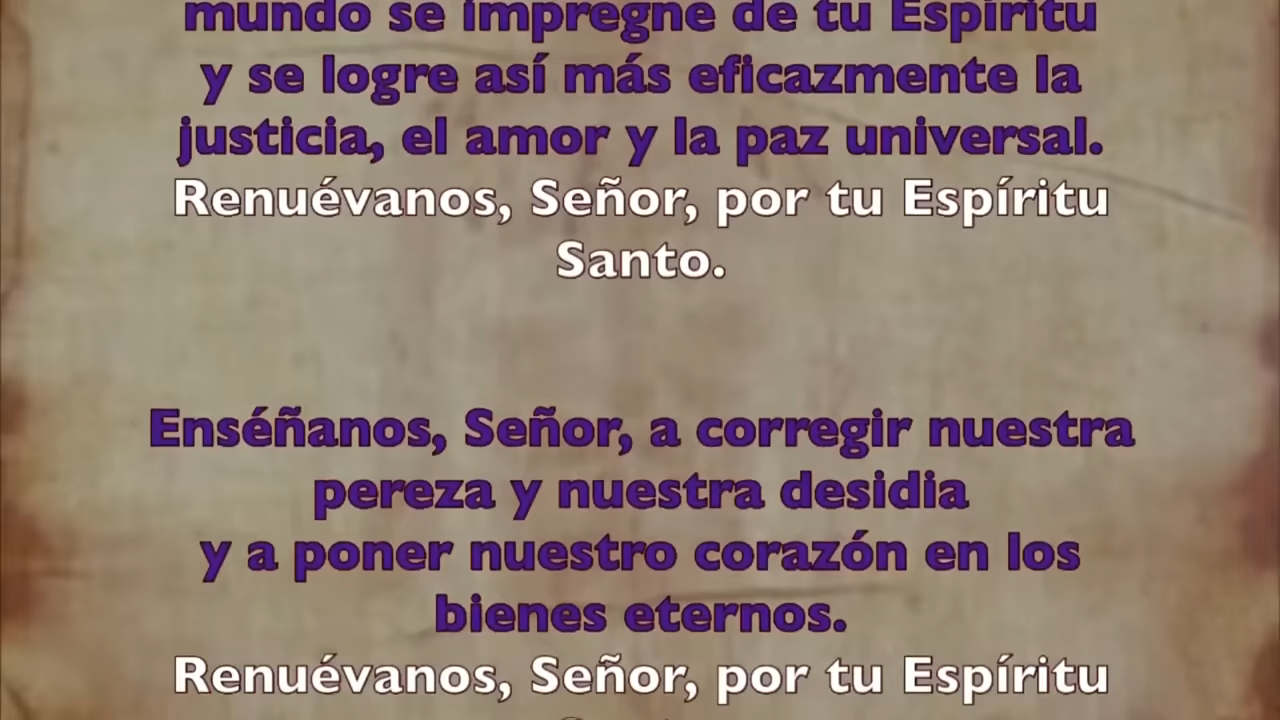 mundo se impregne de tu Espíritu
y se logre así más eficazmente la
justicia, el amor y la paz universal.
Renuévanos, Señor, por tu Espíritu
Santo.
Enséñanos, Señor, a corregir nuestra
pereza y nuestra desidia
y a poner nuestro corazón en los
bienes eternos.
Renuévanos, Señor, por tu Espíritu